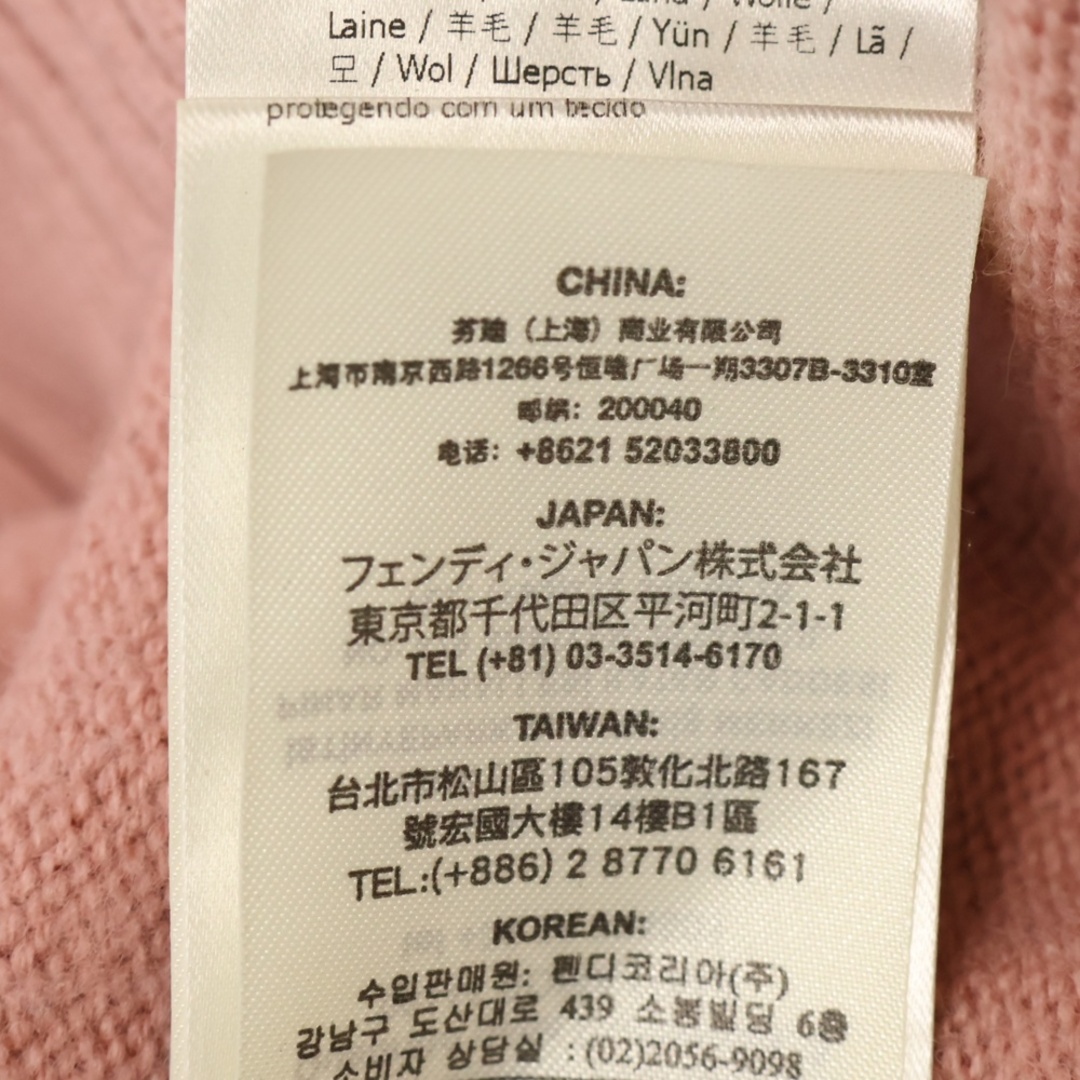 / Lana / Wolle /
Laine / 羊毛 / 羊毛 / Yün / 羊毛 / Lã /
모 / Wol / Шерсть / Vlna
protegendo com um tecido
CHINA:
芬迪（上海）商业有限公司
上海市南京西路1266号恒隆广场一期3307B-3310室
邮编：200040
电话：+8621 52033800
JAPAN:
フェンディ・ジャパン株式会社
東京都千代田区平河町2-1-1
TEL (+81) 03-3514-6170
TAIWAN:
台北市松山區105敦化北路167
號宏國大樓14樓B1區
TEL.:(+886) 2 8770 6161
KOREAN:
수입판매원: 펜디코리아(주)
강남구 도산대로 439 소봉빌딩 6층
소비자 상담실 : (02)2056-9098